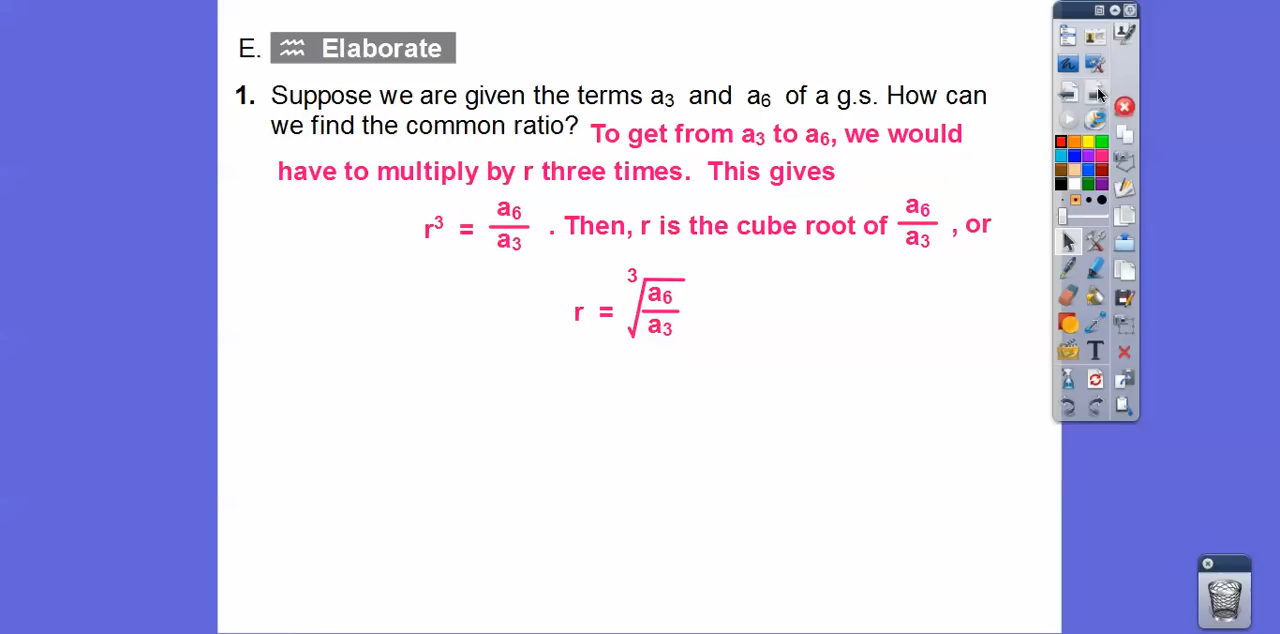 E. Elaborate
1. Suppose we are given the terms a₃ and a₆ of a g.s. How can
we find the common ratio? To get from a₃ to a₆, we would
have to multiply by r three times. This gives
r³ = a₆/a₃ . Then, r is the cube root of a₆/a₃ , or
r = ∛(a₆/a₃)
T